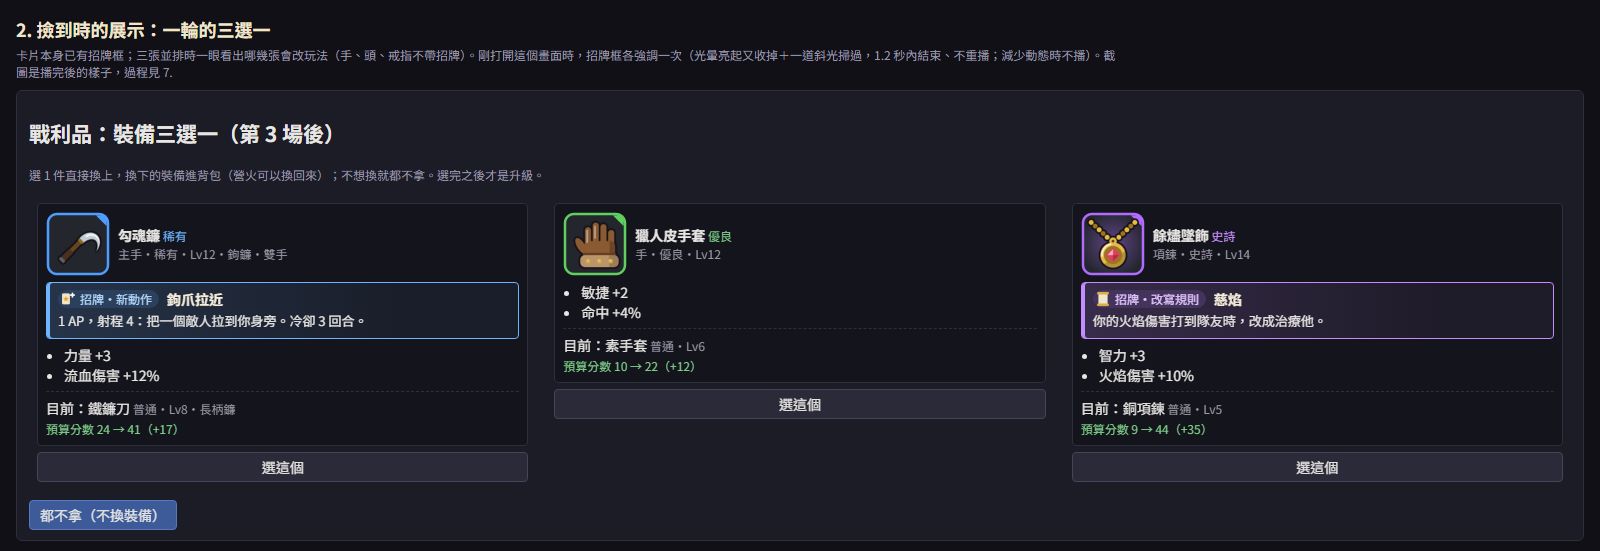 2. 撿到時的展示：一輪的三選一
卡片本身已有招牌框；三張並排時一眼看出哪幾張會改玩法（手、頭、戒指不帶招牌）。剛打開這個畫面時，招牌框各強調一次（光暈亮起又收掉＋一道斜光掃過，1.2 秒內結束、不重播；減少動態時不播）。截
圖是播完後的樣子，過程見 7.
戰利品：裝備三選一（第 3 場後）
選 1 件直接換上，換下的裝備進背包（營火可以換回來）；不想換就都不拿。選完之後才是升級。
勾魂鐮 稀有
主手・稀有・Lv12・鉤鐮・雙手
招牌・新動作 鉤爪拉近
1 AP，射程 4：把一個敵人拉到你身旁。冷卻 3 回合。
• 力量 +3
• 流血傷害 +12%
目前：鐵鐮刀 普通・Lv8・長柄鐮
預算分數 24 → 41（+17）
選這個
獵人皮手套 優良
手・優良・Lv12
• 敏捷 +2
• 命中 +4%
目前：素手套 普通・Lv6
預算分數 10 → 22（+12）
選這個
餘燼墜飾 史詩
項鍊・史詩・Lv14
招牌・改寫規則 慈焰
你的火焰傷害打到隊友時，改成治療他。
• 智力 +3
• 火焰傷害 +10%
目前：銅項鍊 普通・Lv5
預算分數 9 → 44（+35）
選這個
都不拿（不換裝備）